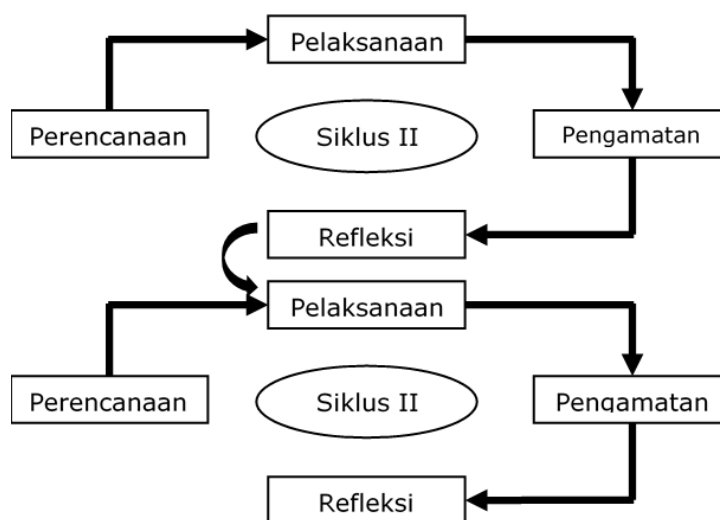 Pelaksanaan
Perencanaan
Siklus II
Pengamatan
Refleksi
Pelaksanaan
Perencanaan
Siklus II
Pengamatan
Refleksi